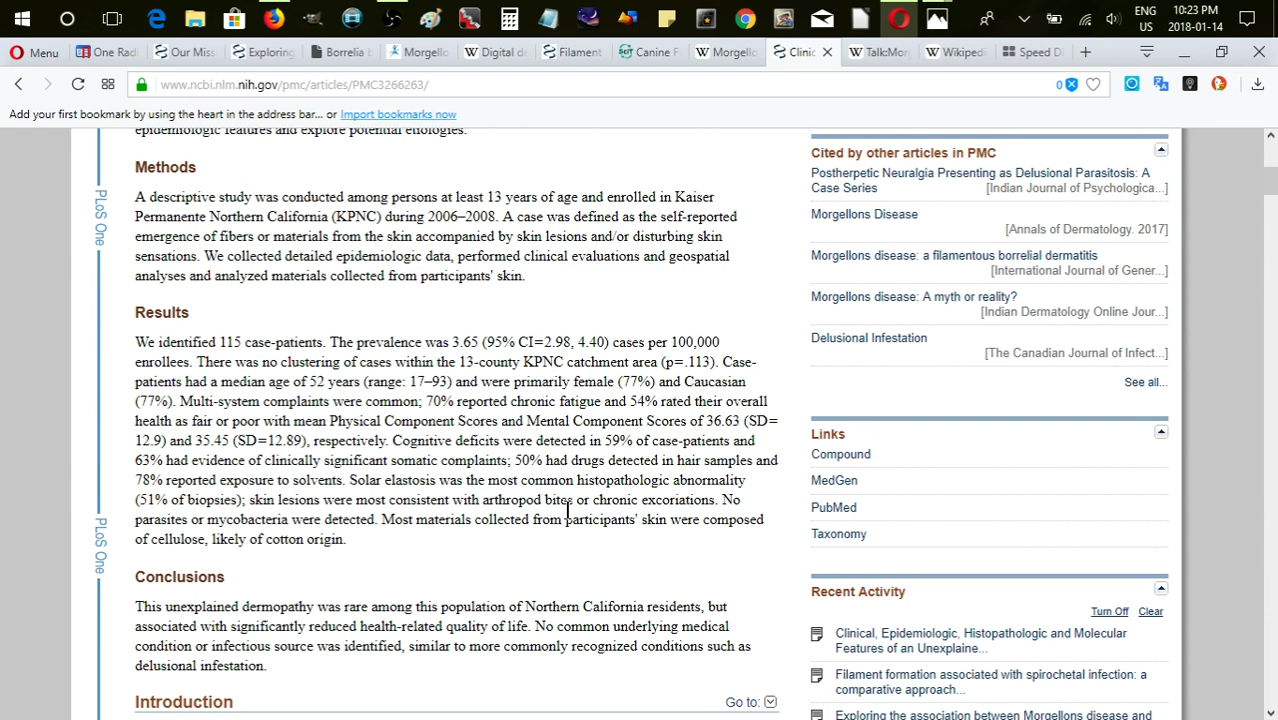 ENG
10:23 PM
US
2018-01-14
Menu
One Rad
Our Miss
Exploring
Borrelia b
Morgello
Digital de
Filament
Canine F
Morgello
Clinic
TalkMor
Wikiped
Speed D
www.ncbi.nlm.nih.gov/pmc/articles/PMC3266263/
0
Add your first bookmark by using the heart in the address bar... or Import bookmarks now
epidemiologic features and explore potential etiologies.
Methods
A descriptive study was conducted among persons at least 13 years of age and enrolled in Kaiser
Permanente Northern California (KPNC) during 2006–2008. A case was defined as the self-reported
emergence of fibers or materials from the skin accompanied by skin lesions and/or disturbing skin
sensations. We collected detailed epidemiologic data, performed clinical evaluations and geospatial
analyses and analyzed materials collected from participants' skin.
Results
We identified 115 case-patients. The prevalence was 3.65 (95% CI=2.98, 4.40) cases per 100,000
enrollees. There was no clustering of cases within the 13-county KPNC catchment area (p=.113). Case-
patients had a median age of 52 years (range: 17–93) and were primarily female (77%) and Caucasian
(77%). Multi-system complaints were common; 70% reported chronic fatigue and 54% rated their overall
health as fair or poor with mean Physical Component Scores and Mental Component Scores of 36.63 (SD=
12.9) and 35.45 (SD=12.89), respectively. Cognitive deficits were detected in 59% of case-patients and
63% had evidence of clinically significant somatic complaints; 50% had drugs detected in hair samples and
78% reported exposure to solvents. Solar elastosis was the most common histopathologic abnormality
(51% of biopsies); skin lesions were most consistent with arthropod bites or chronic excoriations. No
parasites or mycobacteria were detected. Most materials collected from participants' skin were composed
of cellulose, likely of cotton origin.
Conclusions
This unexplained dermopathy was rare among this population of Northern California residents, but
associated with significantly reduced health-related quality of life. No common underlying medical
condition or infectious source was identified, similar to more commonly recognized conditions such as
delusional infestation.
Introduction
Go to:
PLoS One
PLoS One
Cited by other articles in PMC
Postherpetic Neuralgia Presenting as Delusional Parasitosis: A
Case Series
[Indian Journal of Psychologica...]
Morgellons Disease
[Annals of Dermatology. 2017]
Morgellons disease: a filamentous borrelial dermatitis
[International Journal of Gener...]
Morgellons disease: A myth or reality?
[Indian Dermatology Online Jour...]
Delusional Infestation
[The Canadian Journal of Infect...]
See all...
Links
Compound
MedGen
PubMed
Taxonomy
Recent Activity
Turn Off Clear
Clinical, Epidemiologic, Histopathologic and Molecular
Features of an Unexplaine...
Filament formation associated with spirochetal infection: a
comparative approach...
Exploring the association between Morgellons disease and